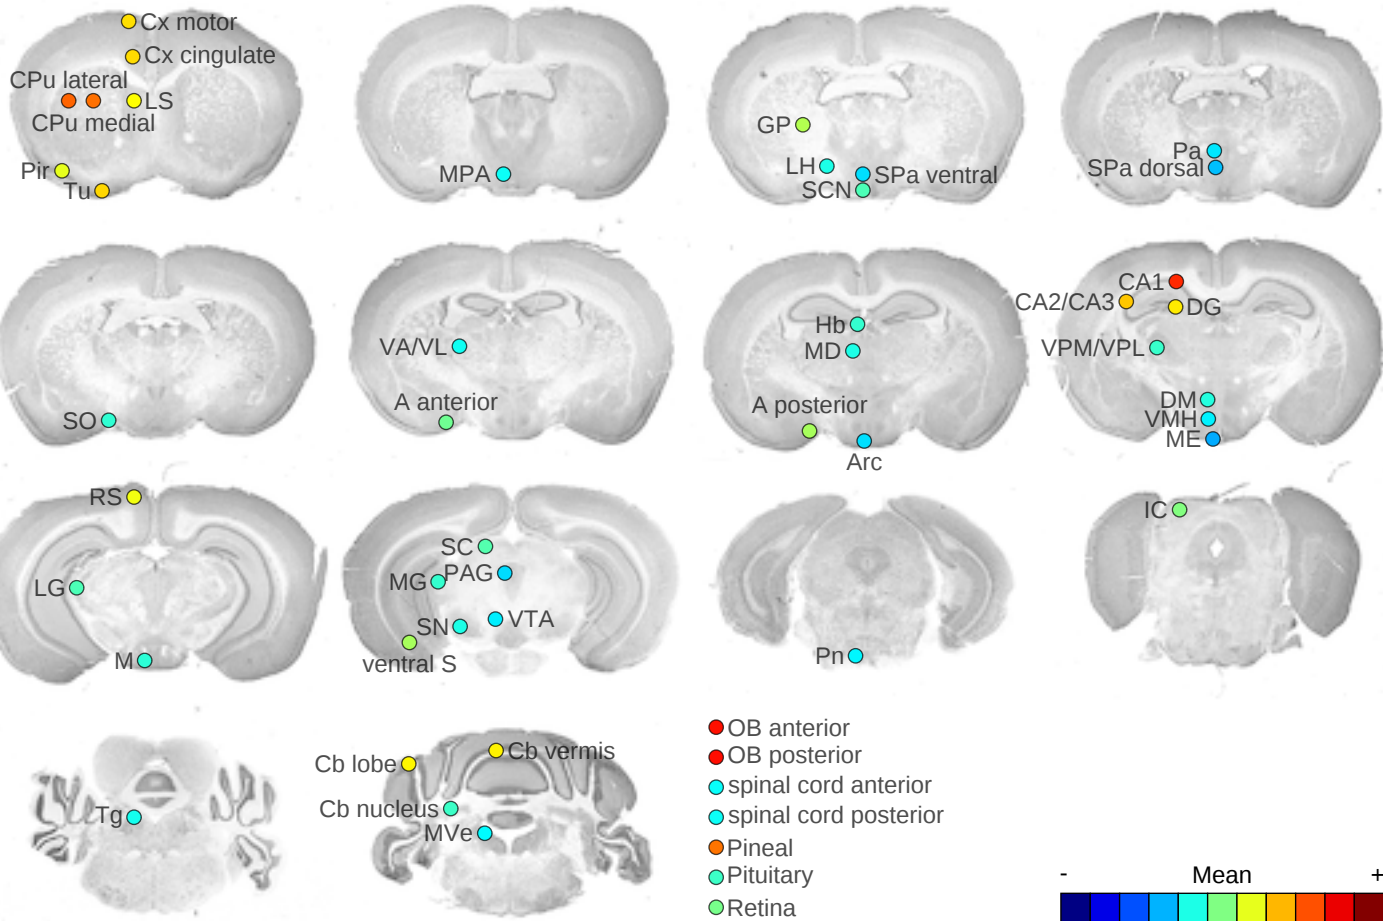 Cx motor
Cx cingulate
CPu lateral
LS
CPu medial
Pir
Tu
MPA
GP
LH
SPa ventral
SCN
Pa
SPa dorsal
SO
VA/VL
A anterior
Hb
MD
A posterior
Arc
CA1
CA2/CA3
DG
VPM/VPL
DM
VMH
ME
RS
LG
M
SC
MG
PAG
SN
VTA
ventral S
Pn
IC
Tg
Cb lobe
Cb vermis
Cb nucleus
MVe
OB anterior
OB posterior
spinal cord anterior
spinal cord posterior
Pineal
Pituitary
Retina
- Mean +